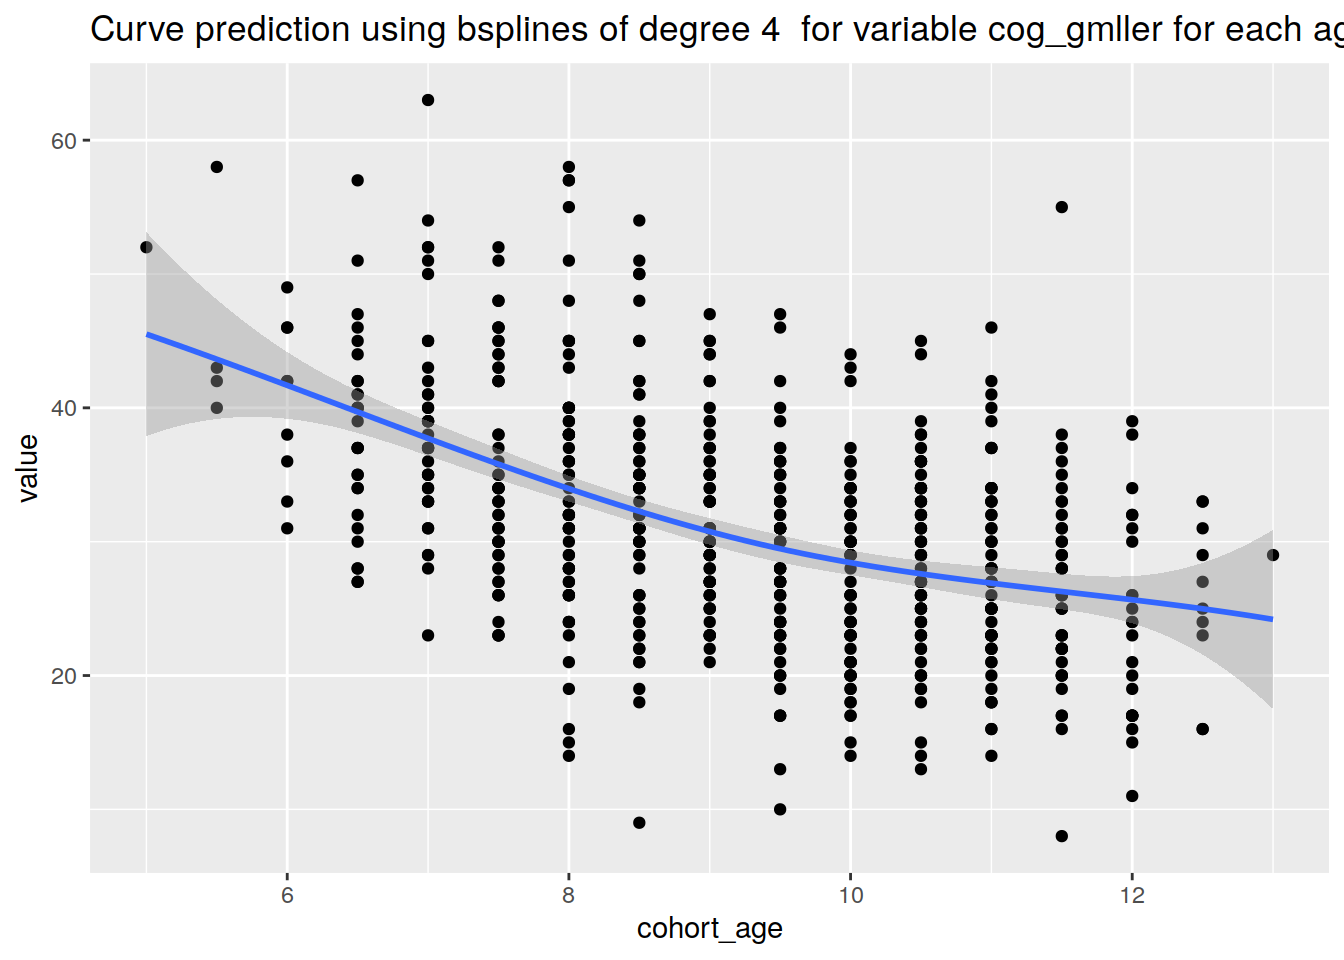 Curve prediction using bsplines of degree 4  for variable cog_gmller for each ag
60
40
20
value
6
8
10
12
cohort_age